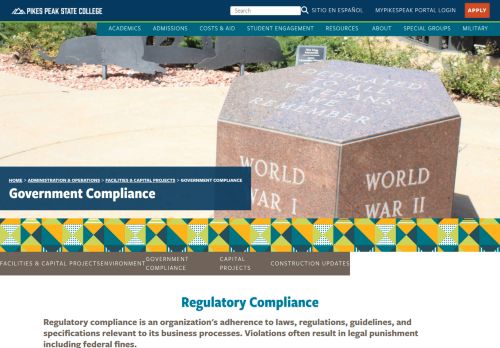 PIKES PEAK STATE COLLEGE
Search
SITIO EN ESPAÑOL
MYPIKESPEAK PORTAL LOGIN
APPLY
ACADEMICS ADMISSIONS COSTS & AID STUDENT ENGAGEMENT RESOURCES ABOUT SPECIAL GROUPS MILITARY
ALL
VETERANS
WE
REMEMBER
WORLD
WAR I
WORLD
WAR II
HOME > ADMINISTRATION & OPERATIONS > FACILITIES & CAPITAL PROJECTS > GOVERNMENT COMPLIANCE
Government Compliance
FACILITIES & CAPITAL PROJECTS
ENVIRONMENT
GOVERNMENT
COMPLIANCE
CAPITAL
PROJECTS
CONSTRUCTION UPDATES
Regulatory Compliance
Regulatory compliance is an organization's adherence to laws, regulations, guidelines, and
specifications relevant to its business processes. Violations often result in legal punishment
including federal fines.